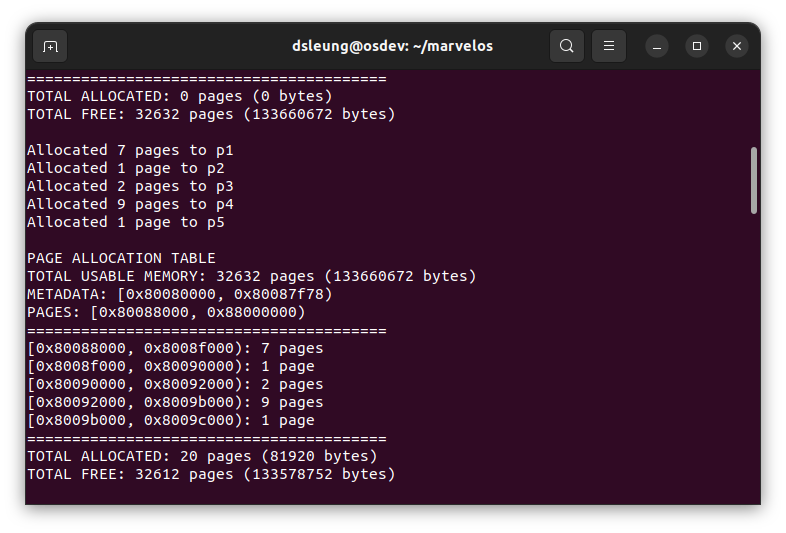 dsleung@osdev: ~/marvelos
========================================
TOTAL ALLOCATED: 0 pages (0 bytes)
TOTAL FREE: 32632 pages (133660672 bytes)
Allocated 7 pages to p1
Allocated 1 page to p2
Allocated 2 pages to p3
Allocated 9 pages to p4
Allocated 1 page to p5
PAGE ALLOCATION TABLE
TOTAL USABLE MEMORY: 32632 pages (133660672 bytes)
METADATA: [0x80080000, 0x80087f78)
PAGES: [0x80088000, 0x88000000)
========================================
[0x80088000, 0x8008f000): 7 pages
[0x8008f000, 0x80090000): 1 page
[0x80090000, 0x80092000): 2 pages
[0x80092000, 0x8009b000): 9 pages
[0x8009b000, 0x8009c000): 1 page
========================================
TOTAL ALLOCATED: 20 pages (81920 bytes)
TOTAL FREE: 32612 pages (133578752 bytes)